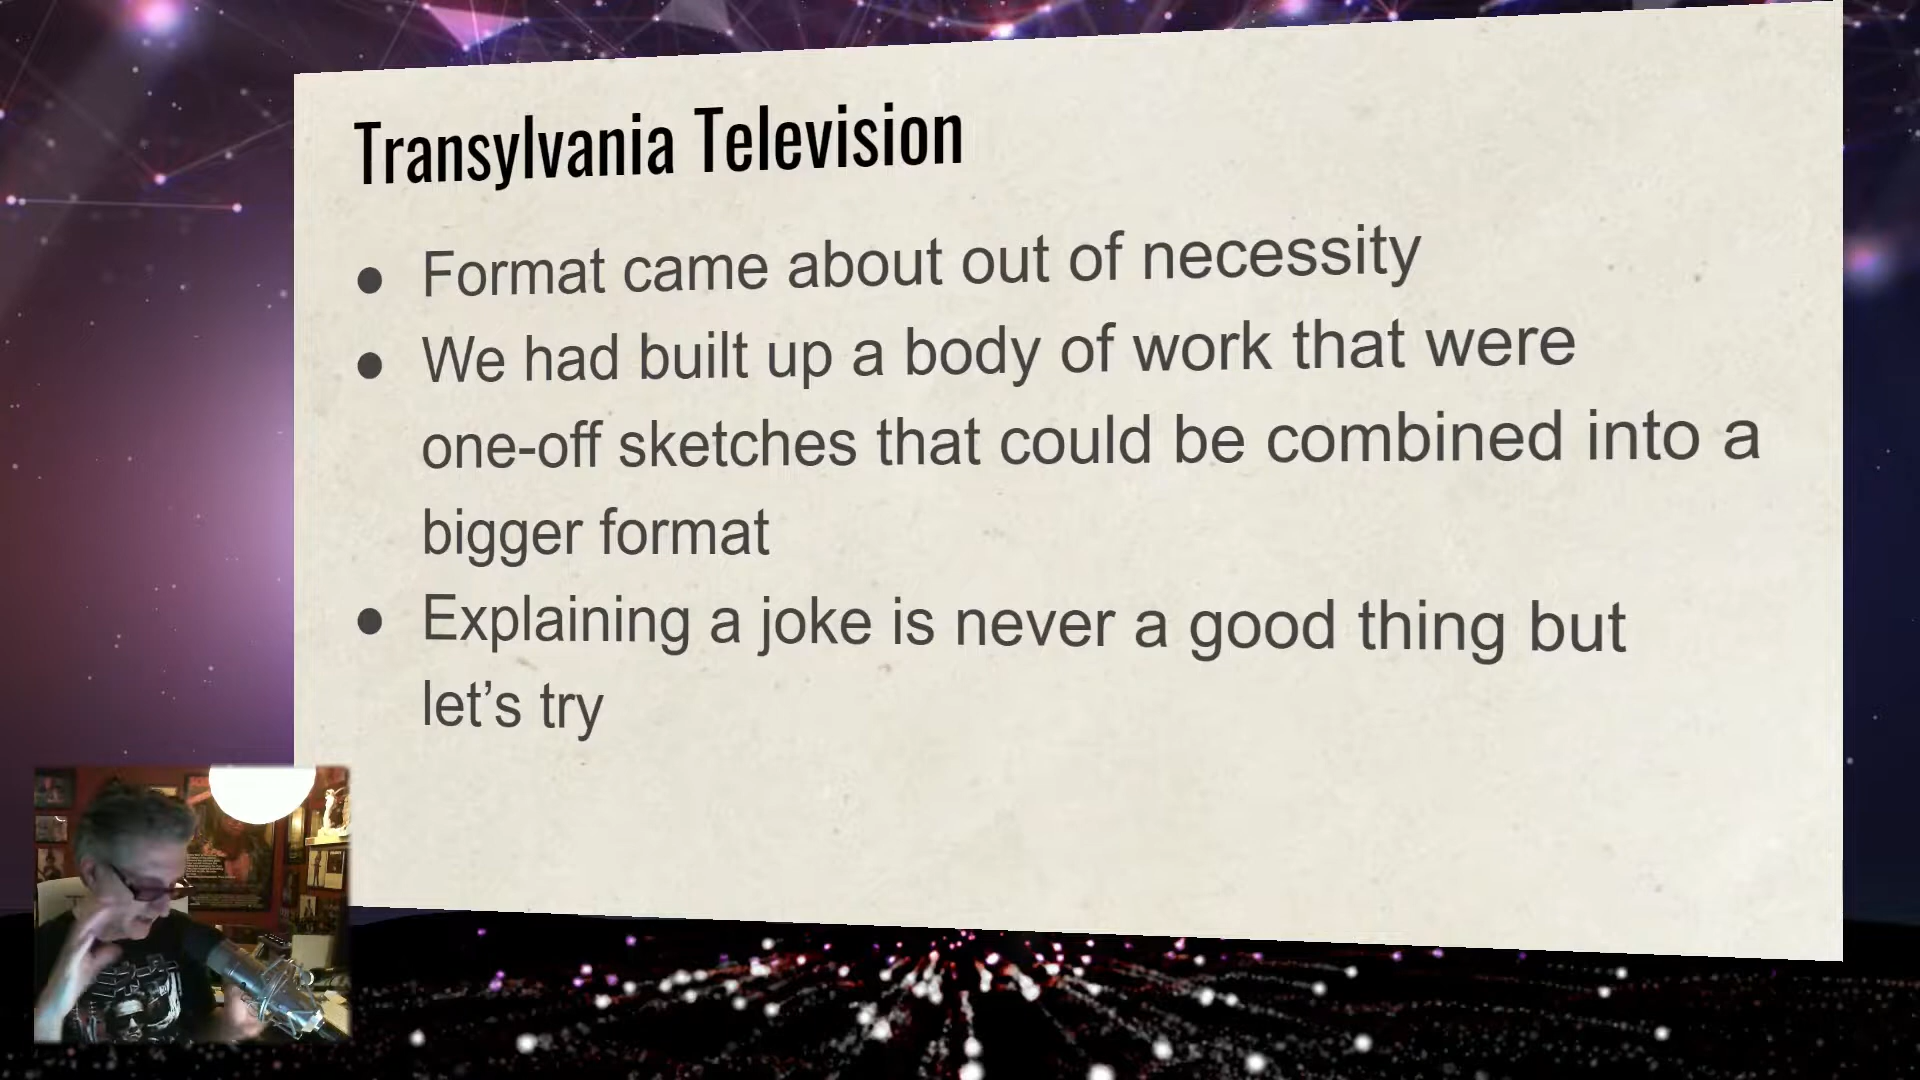 Transylvania Television
● Format came about out of necessity
● We had built up a body of work that were
one-off sketches that could be combined into a
bigger format
● Explaining a joke is never a good thing but
let’s try